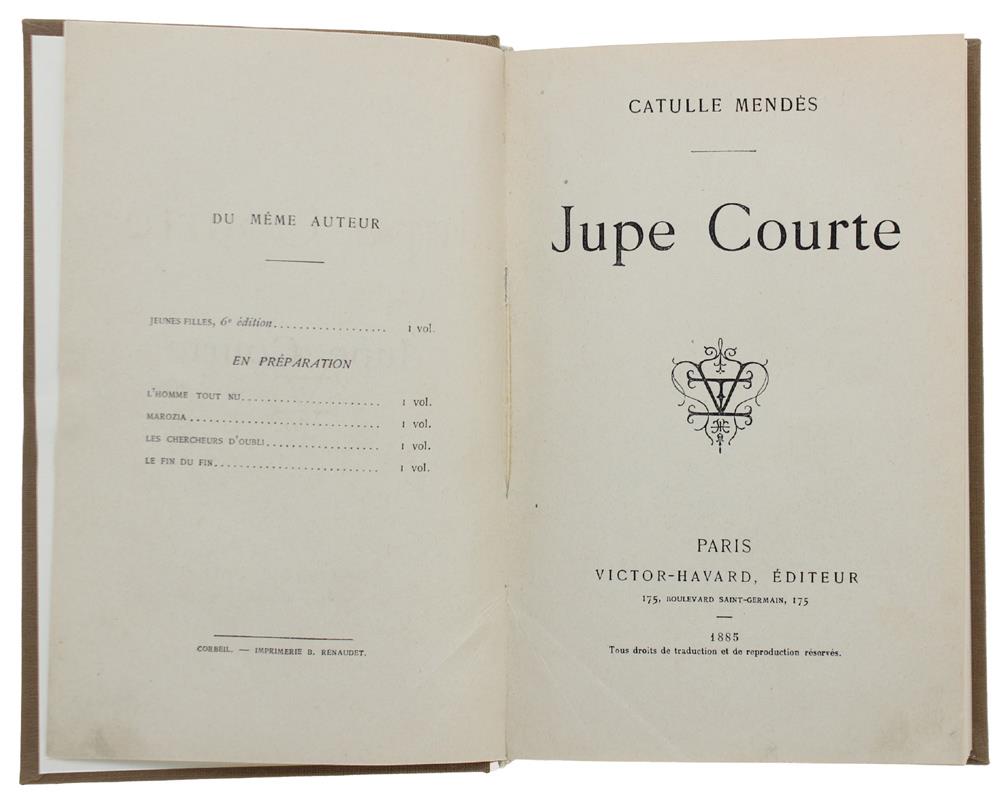 DU MÊME AUTEUR
JEUNES FILLES, 6e édition.................. 1 vol.
EN PRÉPARATION
L'HOMME TOUT NU..................... 1 vol.
MAROZIA............................. 1 vol.
LES CHERCHEURS D'OUBLI................. 1 vol.
LE FIN DU FIN......................... 1 vol.
CORBEIL. — IMPRIMERIE B. RENAUDET.
CATULLE MENDÈS
Jupe Courte
PARIS
VICTOR-HAVARD, ÉDITEUR
175, BOULEVARD SAINT-GERMAIN, 175
1885
Tous droits de traduction et de reproduction réservés.